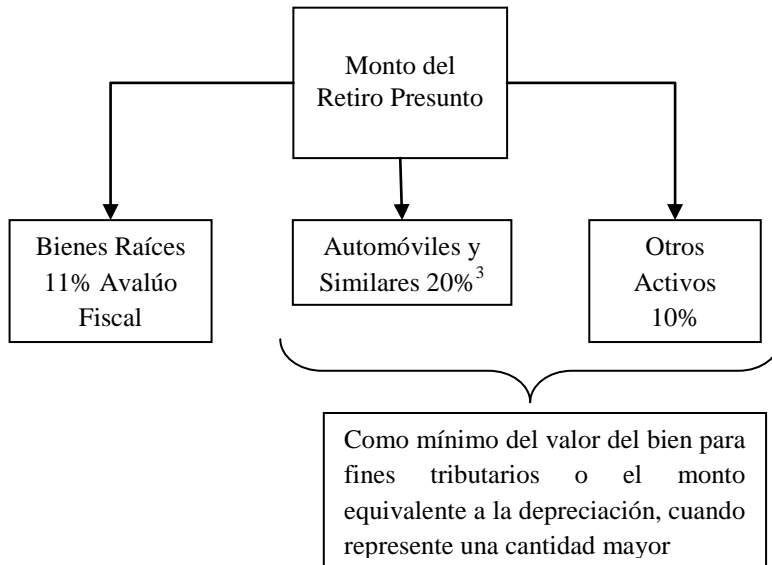 Monto del
Retiro Presunto
Bienes Raíces
11% Avalúo
Fiscal
Automóviles y
Similares 20%³
Otros
Activos
10%
Como mínimo del valor del bien para
fines tributarios o el monto
equivalente a la depreciación, cuando
represente una cantidad mayor